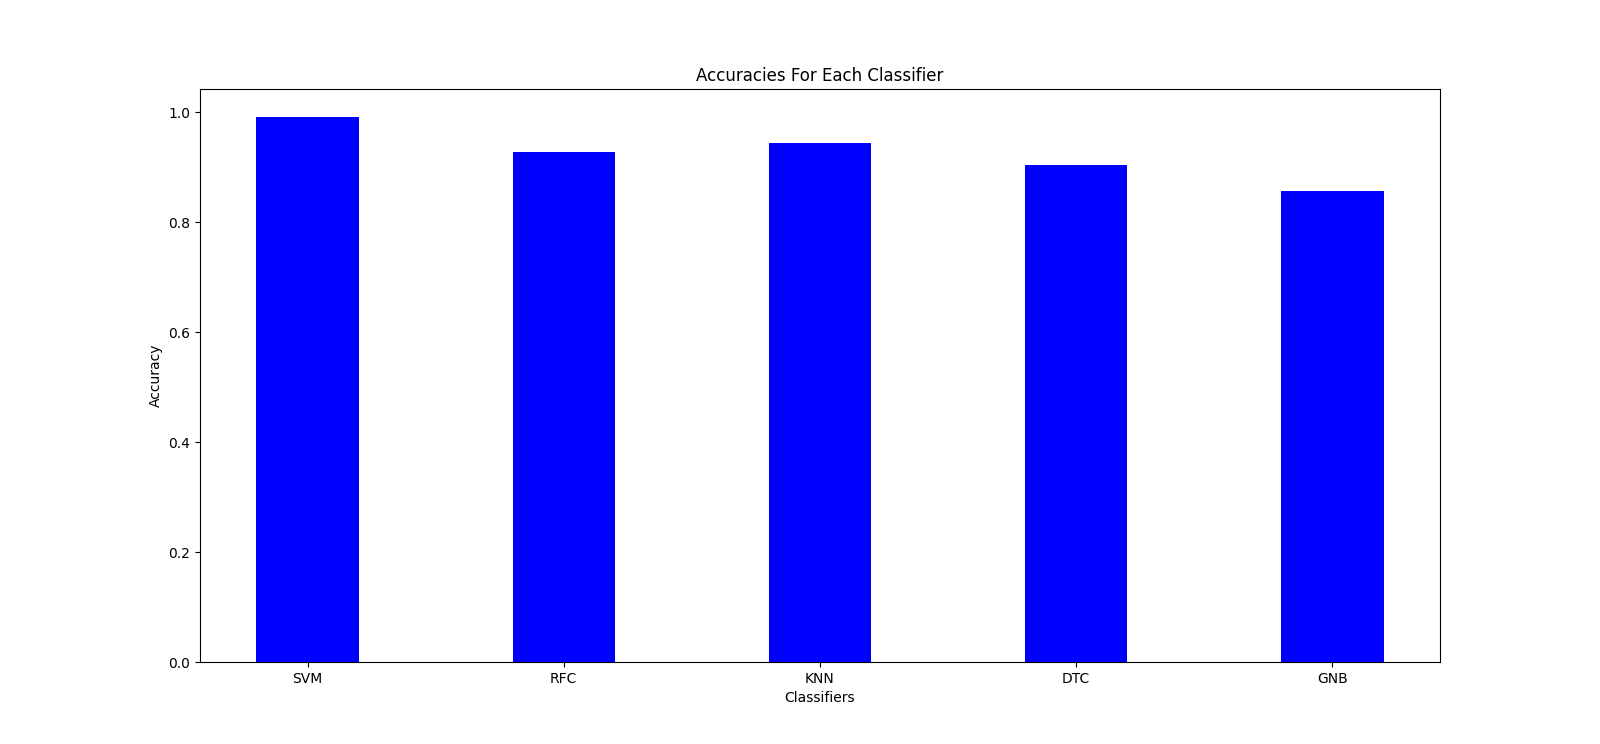 Accuracies For Each Classifier
1.0
0.8
0.6
0.4
0.2
0.0
Accuracy
SVM RFC KNN DTC GNB
Classifiers